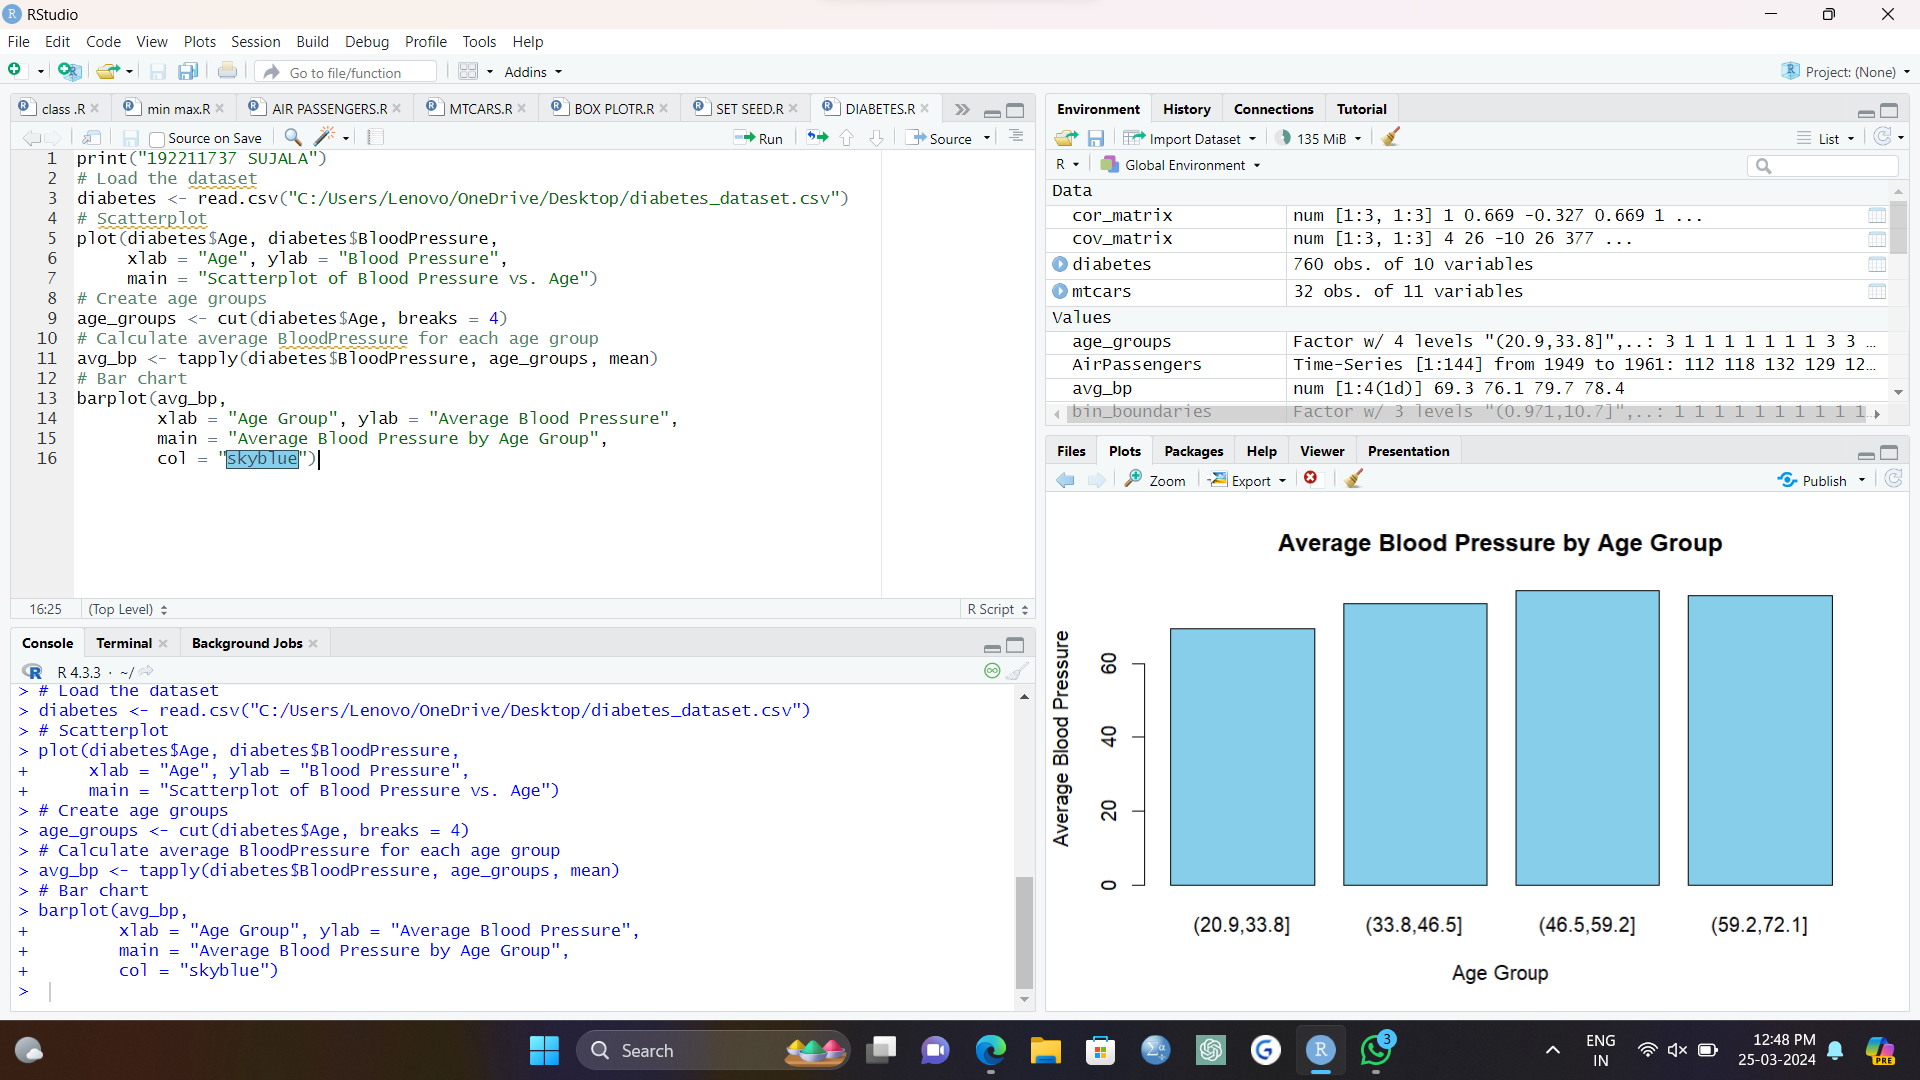 RStudio
File Edit Code View Plots Session Build Debug Profile Tools Help
Go to file/function Addins Project: (None)
class .R min max.R AIR PASSENGERS.R MTCARS.R BOX PLOTR.R SET SEED.R DIABETES.R
Source on Save Run Source
1 print("192211737 SUJALA")
2 # Load the dataset
3 diabetes <- read.csv("C:/Users/Lenovo/OneDrive/Desktop/diabetes_dataset.csv")
4 # Scatterplot
5 plot(diabetes$Age, diabetes$BloodPressure,
6 xlab = "Age", ylab = "Blood Pressure",
7 main = "Scatterplot of Blood Pressure vs. Age")
8 # Create age groups
9 age_groups <- cut(diabetes$Age, breaks = 4)
10 # Calculate average BloodPressure for each age group
11 avg_bp <- tapply(diabetes$BloodPressure, age_groups, mean)
12 # Bar chart
13 barplot(avg_bp,
14 xlab = "Age Group", ylab = "Average Blood Pressure",
15 main = "Average Blood Pressure by Age Group",
16 col = "skyblue")
16:25 (Top Level) R Script
Console Terminal Background Jobs
R 4.3.3 · ~/
> # Load the dataset
> diabetes <- read.csv("C:/Users/Lenovo/OneDrive/Desktop/diabetes_dataset.csv")
> # Scatterplot
> plot(diabetes$Age, diabetes$BloodPressure,
+ xlab = "Age", ylab = "Blood Pressure",
+ main = "Scatterplot of Blood Pressure vs. Age")
> # Create age groups
> age_groups <- cut(diabetes$Age, breaks = 4)
> # Calculate average BloodPressure for each age group
> avg_bp <- tapply(diabetes$BloodPressure, age_groups, mean)
> # Bar chart
> barplot(avg_bp,
+ xlab = "Age Group", ylab = "Average Blood Pressure",
+ main = "Average Blood Pressure by Age Group",
+ col = "skyblue")
>
Environment History Connections Tutorial
Import Dataset 135 MiB List
R Global Environment
Data
cor_matrix num [1:3, 1:3] 1 0.669 -0.327 0.669 1 ...
cov_matrix num [1:3, 1:3] 4 26 -10 26 377 ...
diabetes 760 obs. of 10 variables
mtcars 32 obs. of 11 variables
Values
age_groups Factor w/ 4 levels "(20.9,33.8]",..: 3 1 1 1 1 1 1 1 3 3 …
AirPassengers Time-Series [1:144] from 1949 to 1961: 112 118 132 129 12…
avg_bp num [1:4(1d)] 69.3 76.1 79.7 78.4
bin_boundaries Factor w/ 3 levels "(0.971,10.7]",..: 1 1 1 1 1 1 1 1 1 1…
Files Plots Packages Help Viewer Presentation
Zoom Export Publish
Average Blood Pressure by Age Group
Average Blood Pressure
60
40
20
0
(20.9,33.8] (33.8,46.5] (46.5,59.2] (59.2,72.1]
Age Group
Search
3
ENG
IN
12:48 PM
25-03-2024
PRE